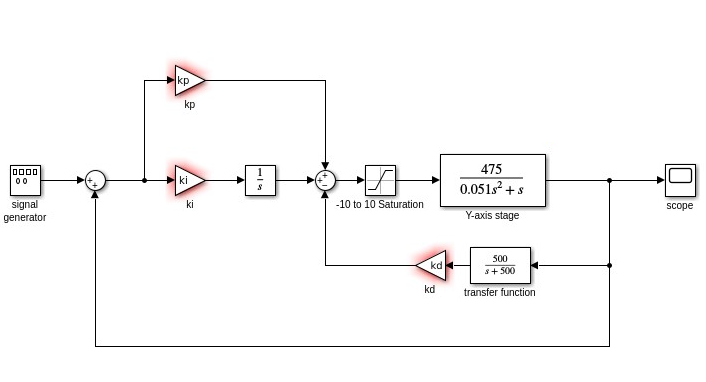 kp
kp
signal
generator
+
+
ki
ki
1
s
+
+
−
-10 to 10 Saturation
475
0.051s² + s
Y-axis stage
scope
kd
kd
500
s + 500
transfer function